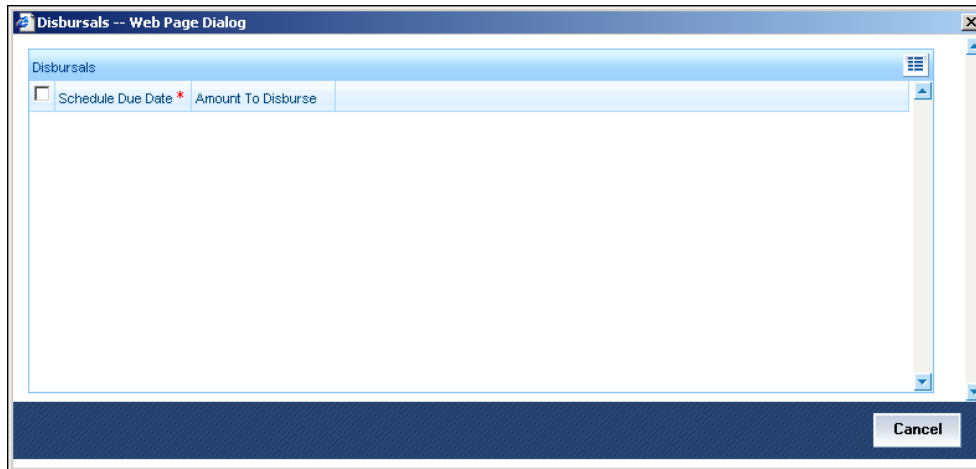 Disbursals -- Web Page Dialog
Disbursals
Schedule Due Date * Amount To Disburse
Cancel